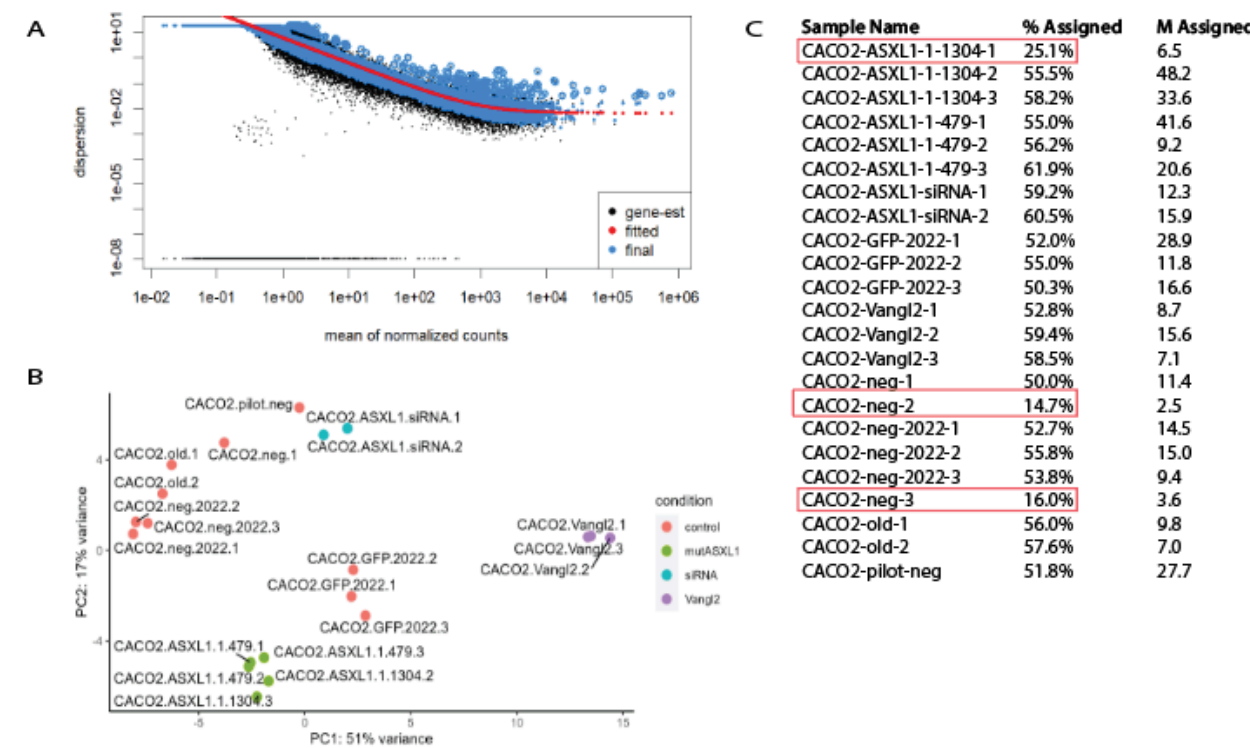 A
1e+01
1e-02
1e-05
1e-08
dispersion
gene-est
fitted
final
1e-02 1e-01 1e+00 1e+01 1e+02 1e+03 1e+04 1e+05 1e+06
mean of normalized counts
B
CACO2.pilot.neg
CACO2.ASXL1.siRNA.1
CACO2.old.1 CACO2.neg.1 CACO2.ASXL1.siRNA.2
4
CACO2.old.2
CACO2.neg.2022.2
CACO2.neg.2022.3
CACO2.neg.2022.1
0
CACO2.Vangl2.1
CACO2.Vangl2.3
CACO2.Vangl2.2
CACO2.GFP.2022.2
CACO2.GFP.2022.1
CACO2.GFP.2022.3
-4
CACO2.ASXL1.1.479.1 CACO2.ASXL1.1.479.3
CACO2.ASXL1.1.479.2 CACO2.ASXL1.1.1304.2
CACO2.ASXL1.1.1304.3
PC2: 17% variance
-5 0 5 10 15
PC1: 51% variance
condition
control
mutASXL1
siRNA
Vangl2
C
Sample Name % Assigned M Assigned
CACO2-ASXL1-1-1304-1 25.1% 6.5
CACO2-ASXL1-1-1304-2 55.5% 48.2
CACO2-ASXL1-1-1304-3 58.2% 33.6
CACO2-ASXL1-1-479-1 55.0% 41.6
CACO2-ASXL1-1-479-2 56.2% 9.2
CACO2-ASXL1-1-479-3 61.9% 20.6
CACO2-ASXL1-siRNA-1 59.2% 12.3
CACO2-ASXL1-siRNA-2 60.5% 15.9
CACO2-GFP-2022-1 52.0% 28.9
CACO2-GFP-2022-2 55.0% 11.8
CACO2-GFP-2022-3 50.3% 16.6
CACO2-Vangl2-1 52.8% 8.7
CACO2-Vangl2-2 59.4% 15.6
CACO2-Vangl2-3 58.5% 7.1
CACO2-neg-1 50.0% 11.4
CACO2-neg-2 14.7% 2.5
CACO2-neg-2022-1 52.7% 14.5
CACO2-neg-2022-2 55.8% 15.0
CACO2-neg-2022-3 53.8% 9.4
CACO2-neg-3 16.0% 3.6
CACO2-old-1 56.0% 9.8
CACO2-old-2 57.6% 7.0
CACO2-pilot-neg 51.8% 27.7